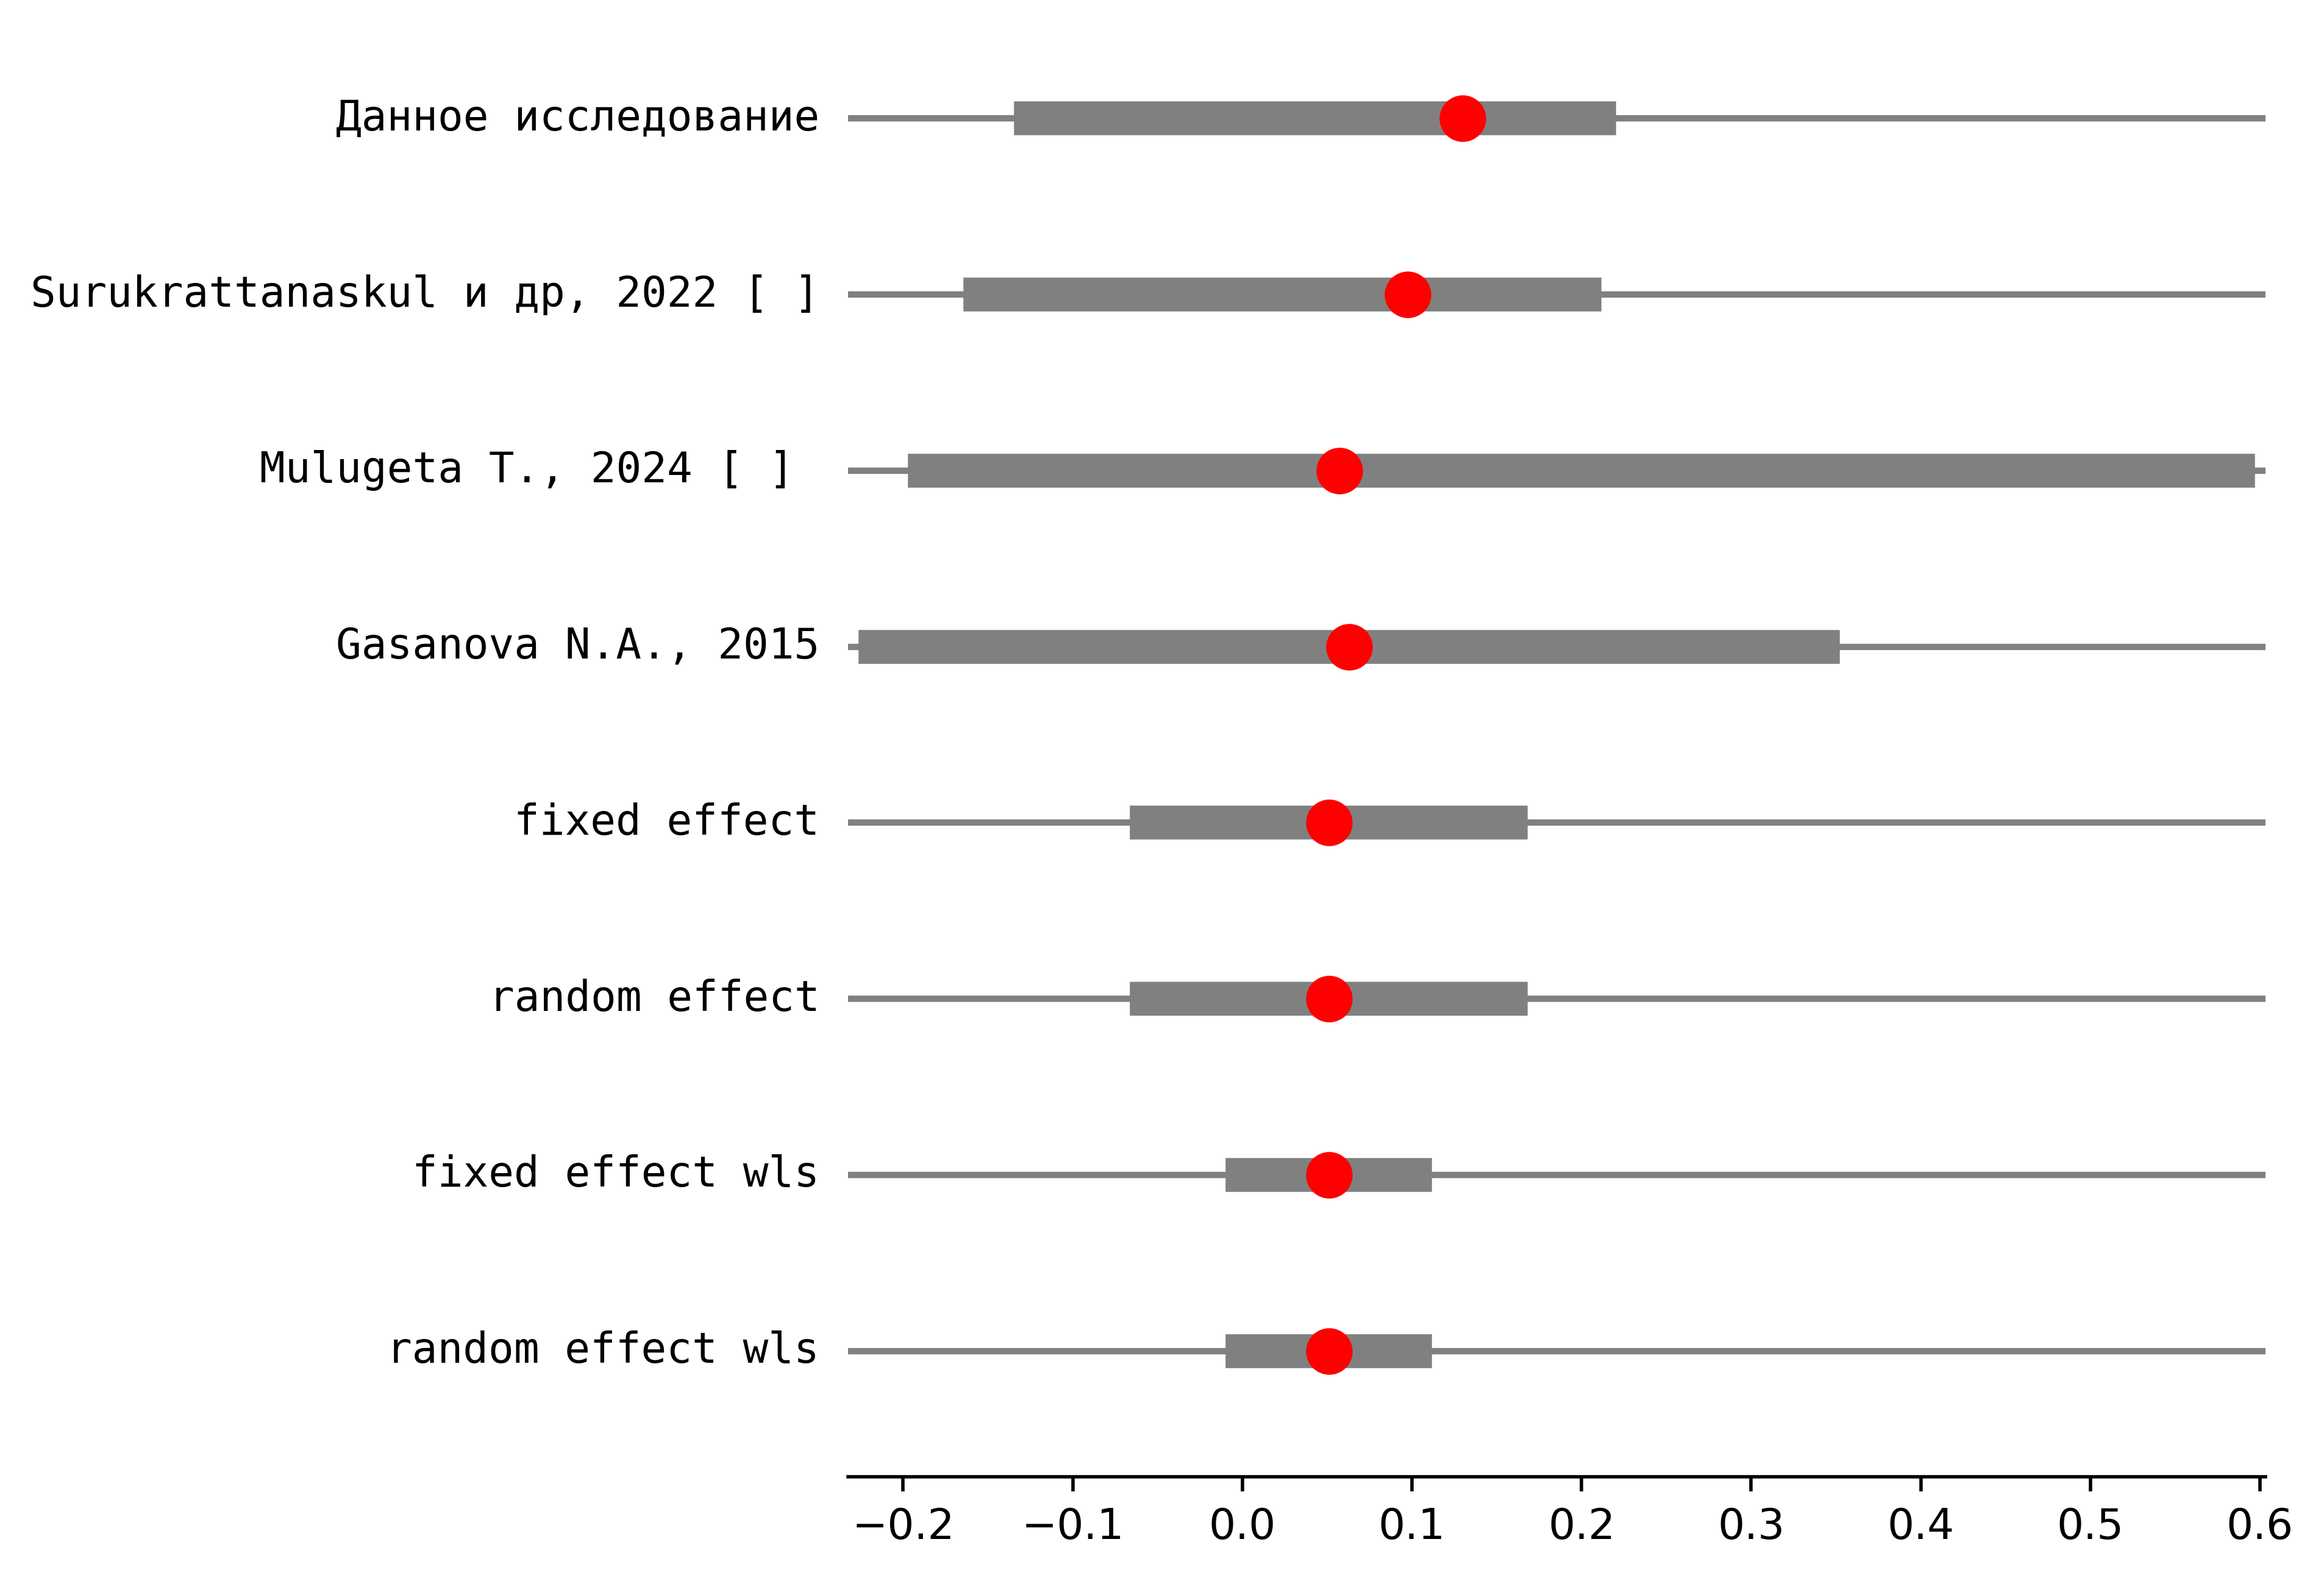 Данное исследование
Surukrattanaskul и др, 2022 [ ]
Mulugeta T., 2024 [ ]
Gasanova N.A., 2015
fixed effect
random effect
fixed effect wls
random effect wls
−0.2 −0.1 0.0 0.1 0.2 0.3 0.4 0.5 0.6